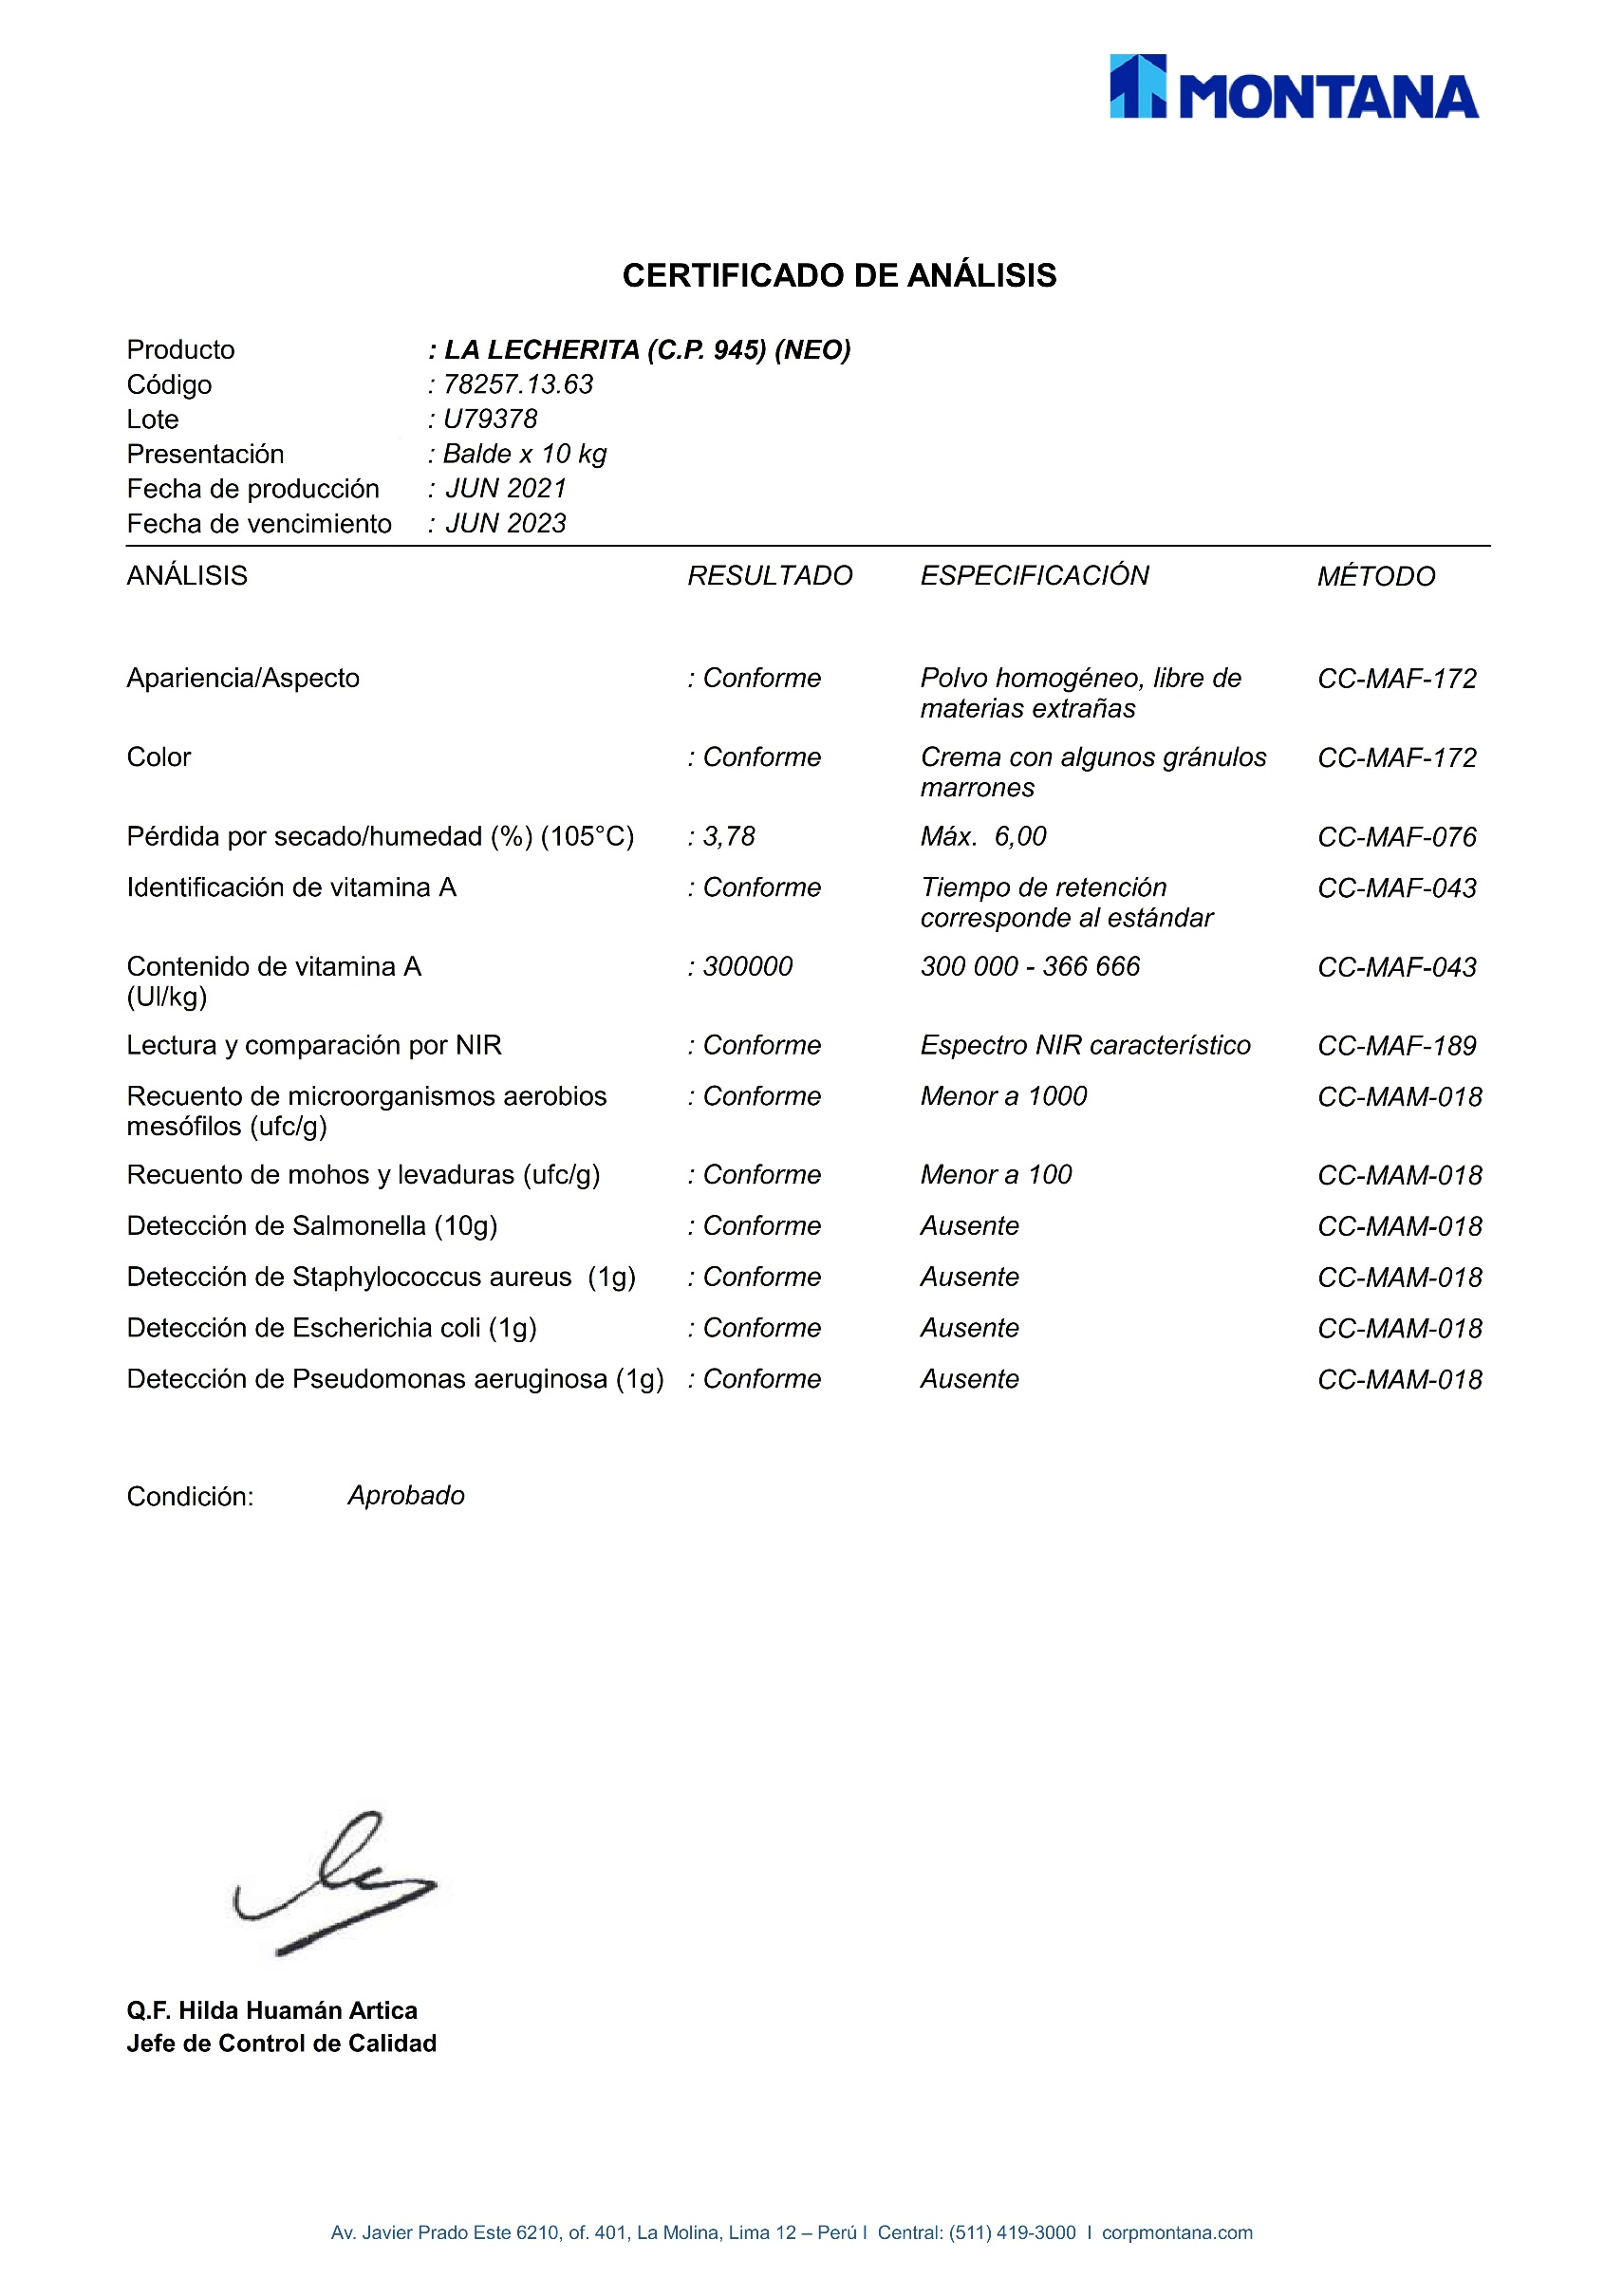 MONTANA
CERTIFICADO DE ANÁLISIS
Producto : LA LECHERITA (C.P. 945) (NEO)
Código : 78257.13.63
Lote : U79378
Presentación : Balde x 10 kg
Fecha de producción : JUN 2021
Fecha de vencimiento : JUN 2023
ANÁLISIS RESULTADO ESPECIFICACIÓN MÉTODO
Apariencia/Aspecto : Conforme Polvo homogéneo, libre de CC-MAF-172
materias extrañas
Color : Conforme Crema con algunos gránulos CC-MAF-172
marrones
Pérdida por secado/humedad (%) (105°C) : 3,78 Máx. 6,00 CC-MAF-076
Identificación de vitamina A : Conforme Tiempo de retención CC-MAF-043
corresponde al estándar
Contenido de vitamina A : 300000 300 000 - 366 666 CC-MAF-043
(UI/kg)
Lectura y comparación por NIR : Conforme Espectro NIR característico CC-MAF-189
Recuento de microorganismos aerobios : Conforme Menor a 1000 CC-MAM-018
mesófilos (ufc/g)
Recuento de mohos y levaduras (ufc/g) : Conforme Menor a 100 CC-MAM-018
Detección de Salmonella (10g) : Conforme Ausente CC-MAM-018
Detección de Staphylococcus aureus (1g) : Conforme Ausente CC-MAM-018
Detección de Escherichia coli (1g) : Conforme Ausente CC-MAM-018
Detección de Pseudomonas aeruginosa (1g) : Conforme Ausente CC-MAM-018
Condición: Aprobado
Q.F. Hilda Huamán Artica
Jefe de Control de Calidad
Av. Javier Prado Este 6210, of. 401, La Molina, Lima 12 – Perú I Central: (511) 419-3000 I corpmontana.com